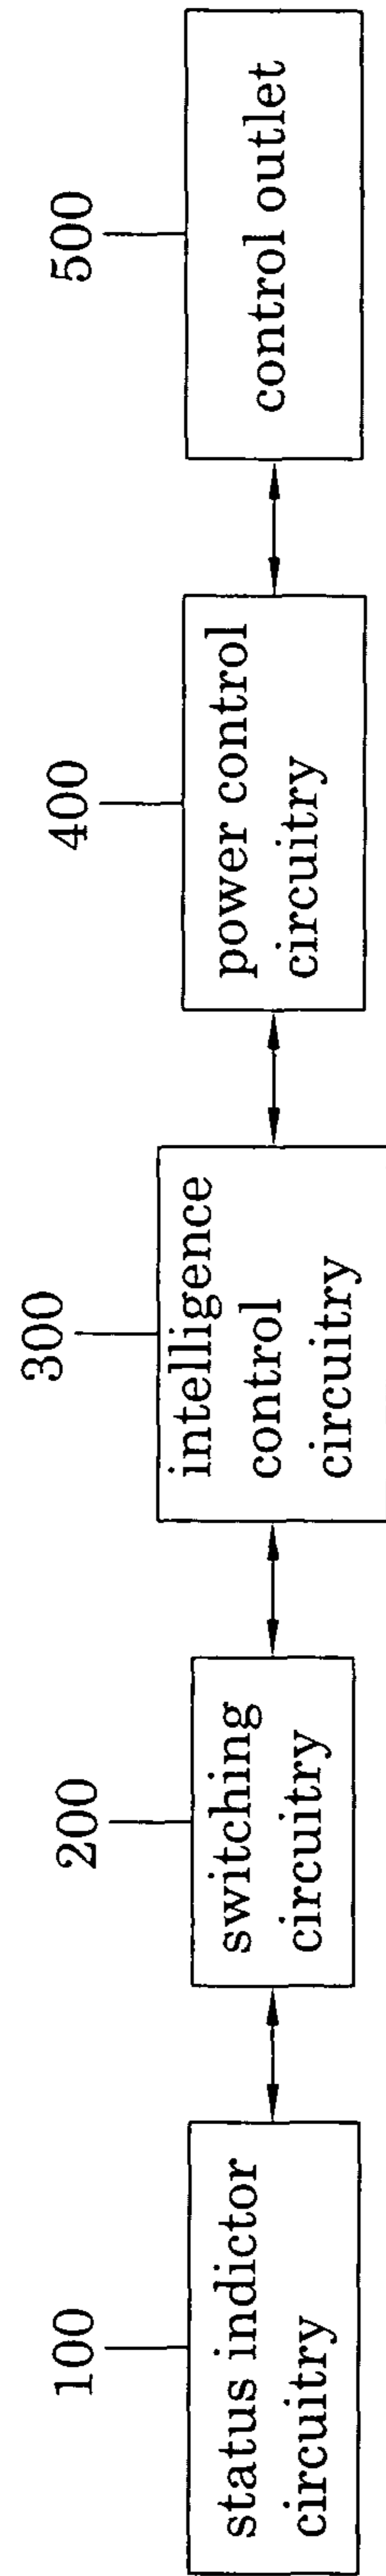 100
status indictor
circuitry
200
switching
circuitry
300
intelligence
control
circuitry
400
power control
circuitry
500
control outlet